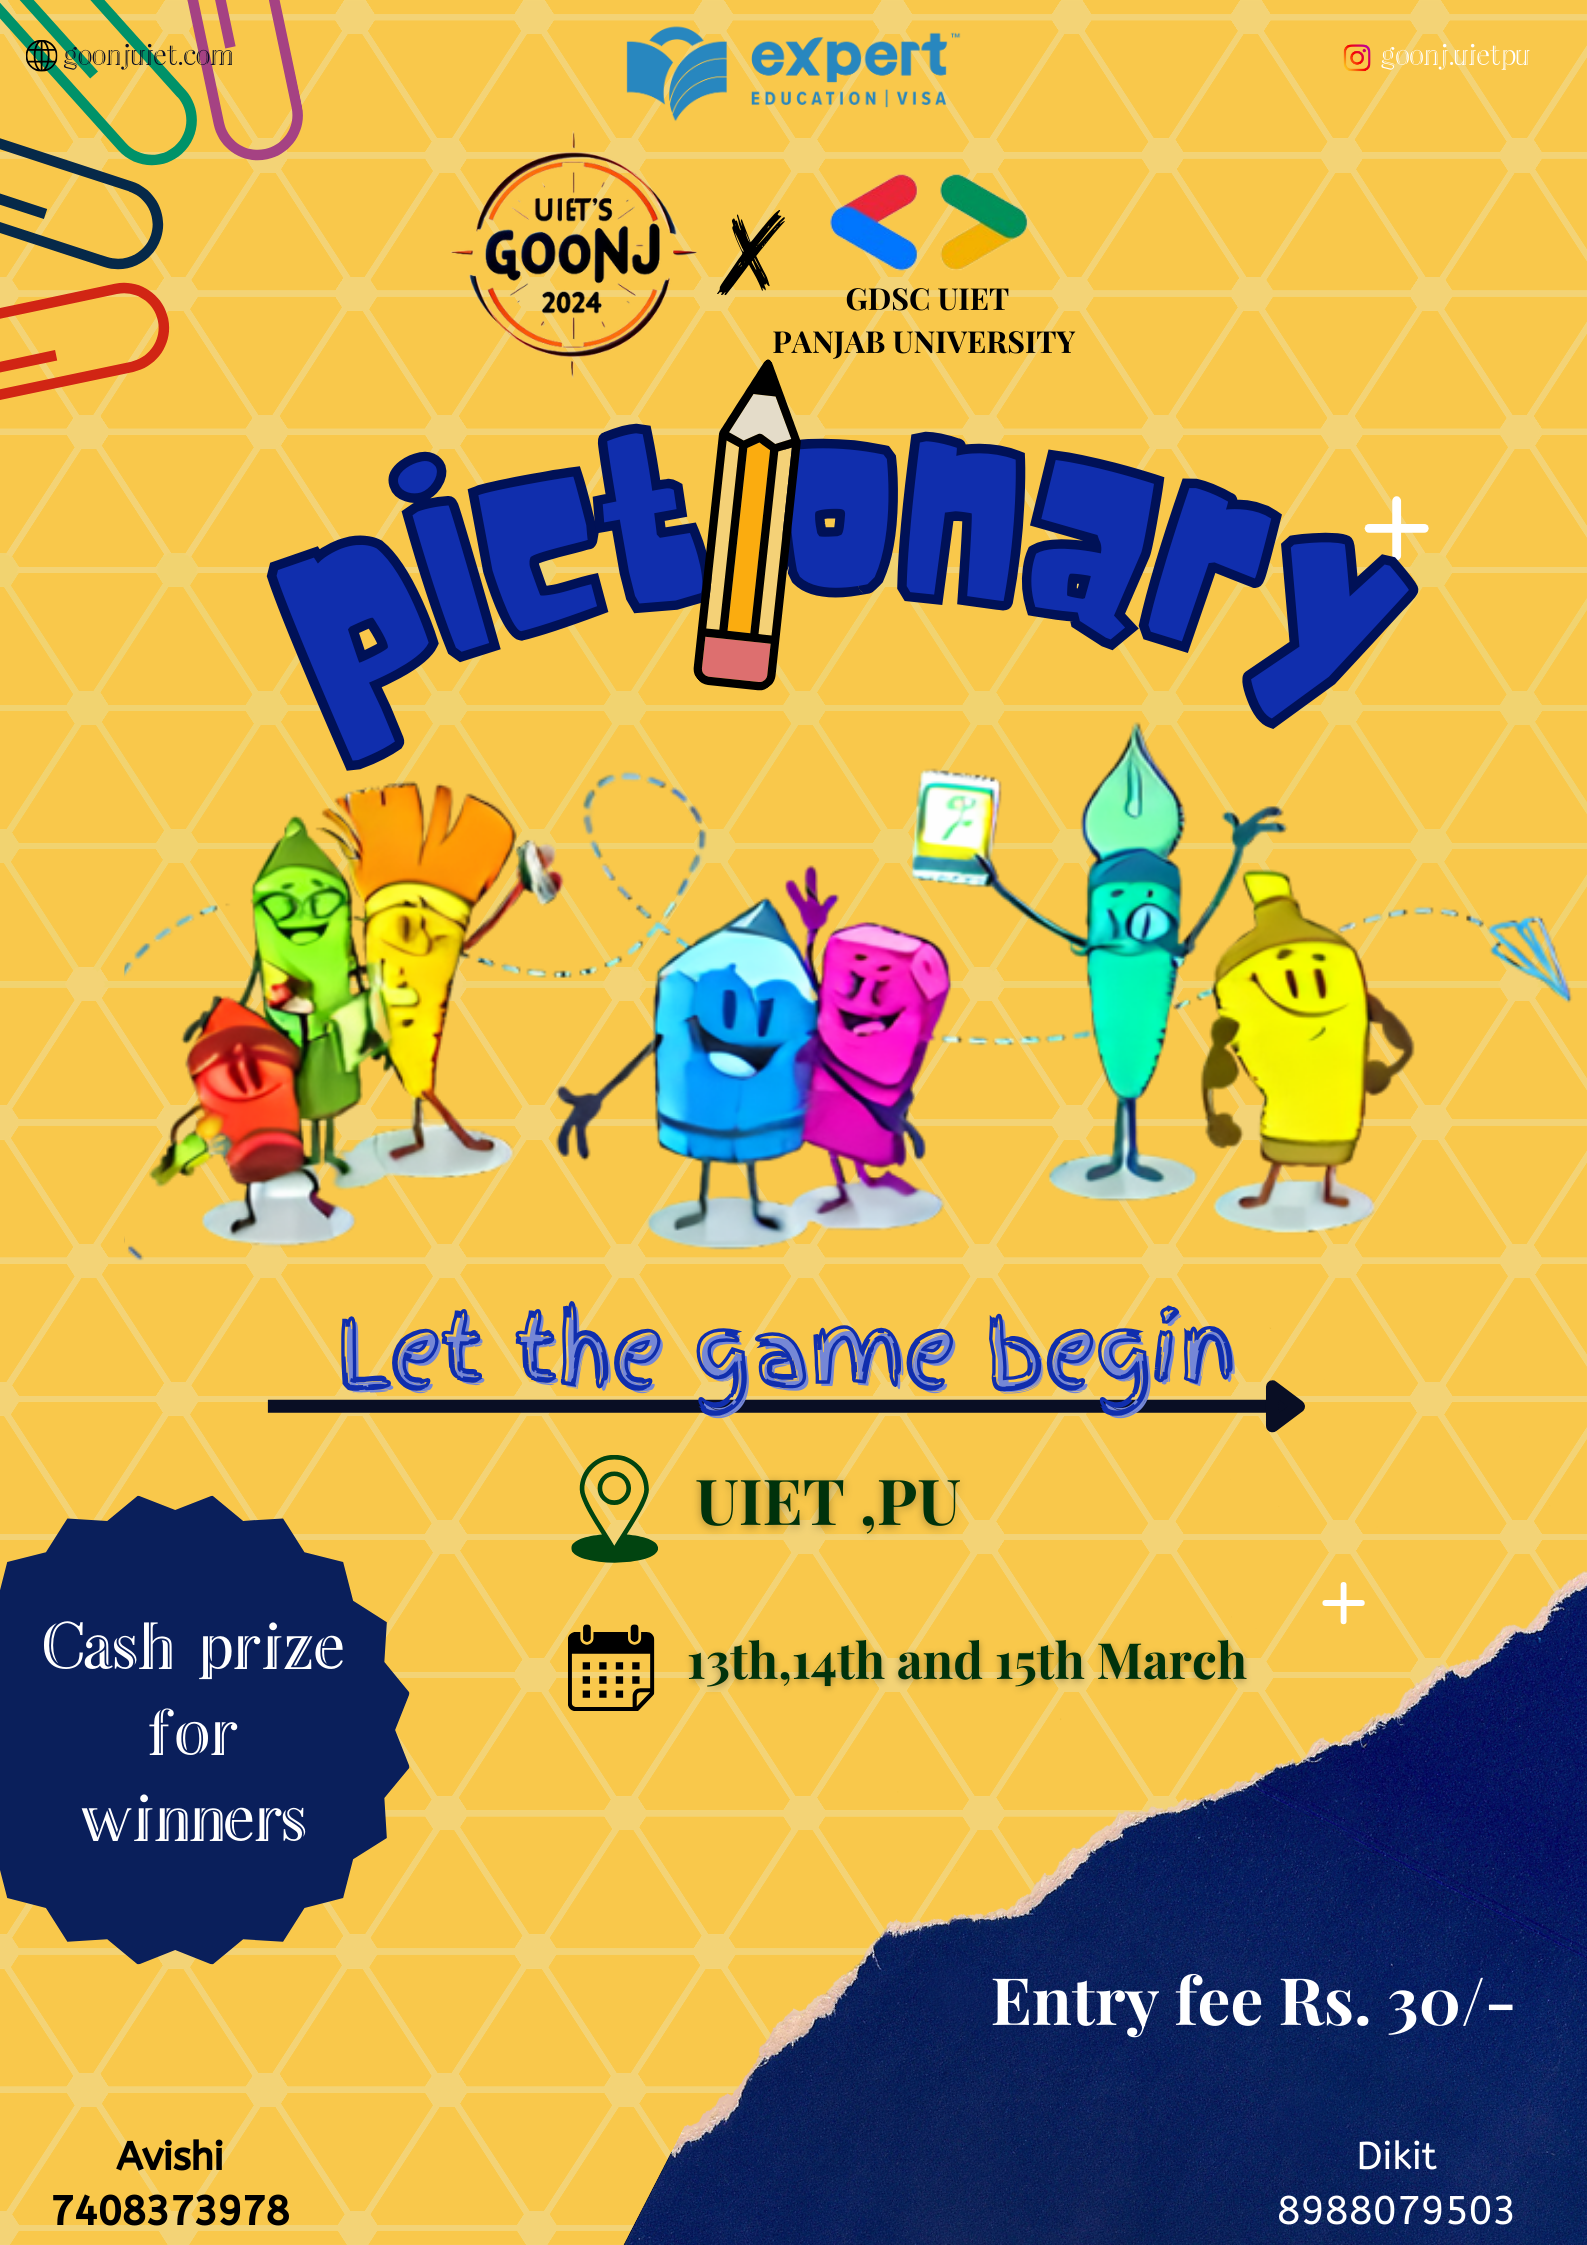 goonjuiet.com
expert™
EDUCATION | VISA
goonj.uietpu
UIET'S
GOONJ
2024
X
GDSC UIET
PANJAB UNIVERSITY
pictionary
Let the game begin
UIET ,PU
13th,14th and 15th March
Cash prize
for
winners
Entry fee Rs. 30/-
Avishi
7408373978
Dikit
8988079503